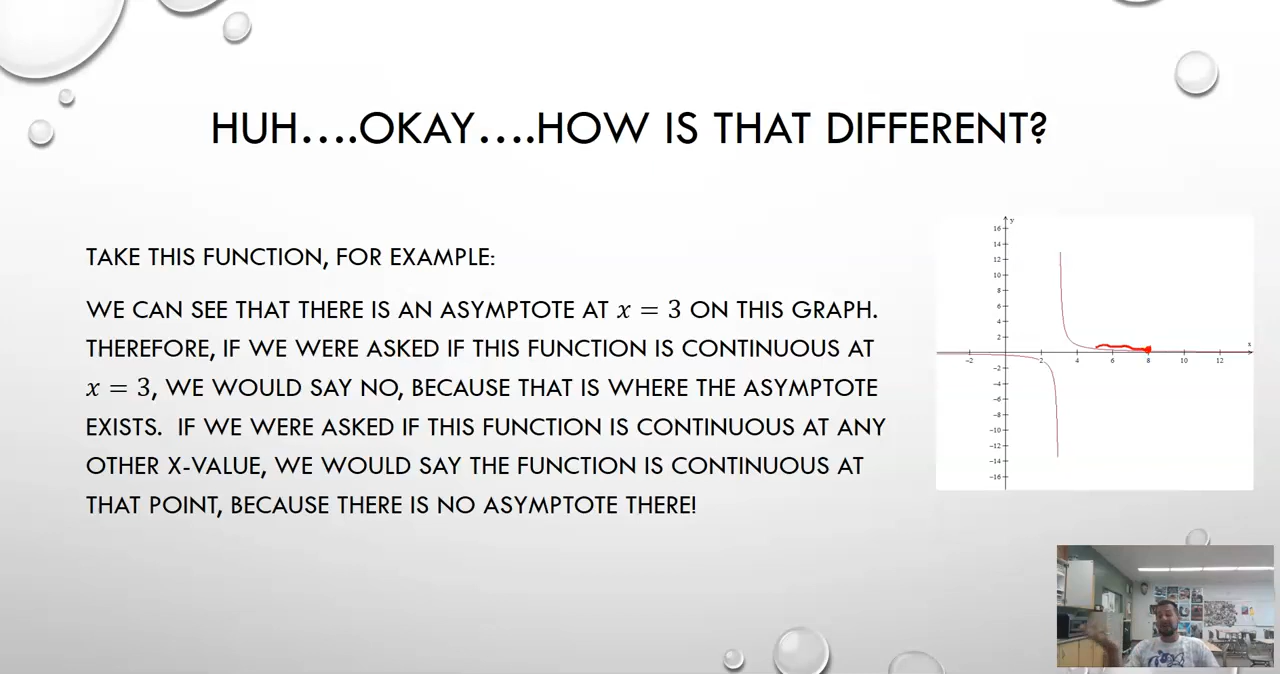 HUH....OKAY....HOW IS THAT DIFFERENT?
TAKE THIS FUNCTION, FOR EXAMPLE:
WE CAN SEE THAT THERE IS AN ASYMPTOTE AT x = 3 ON THIS GRAPH.
THEREFORE, IF WE WERE ASKED IF THIS FUNCTION IS CONTINUOUS AT
x = 3, WE WOULD SAY NO, BECAUSE THAT IS WHERE THE ASYMPTOTE
EXISTS. IF WE WERE ASKED IF THIS FUNCTION IS CONTINUOUS AT ANY
OTHER X-VALUE, WE WOULD SAY THE FUNCTION IS CONTINUOUS AT
THAT POINT, BECAUSE THERE IS NO ASYMPTOTE THERE!
y
16
14
12
10
8
6
4
2
x
−2 2 4 6 8 10 12
−2
−4
−6
−8
−10
−12
−14
−16